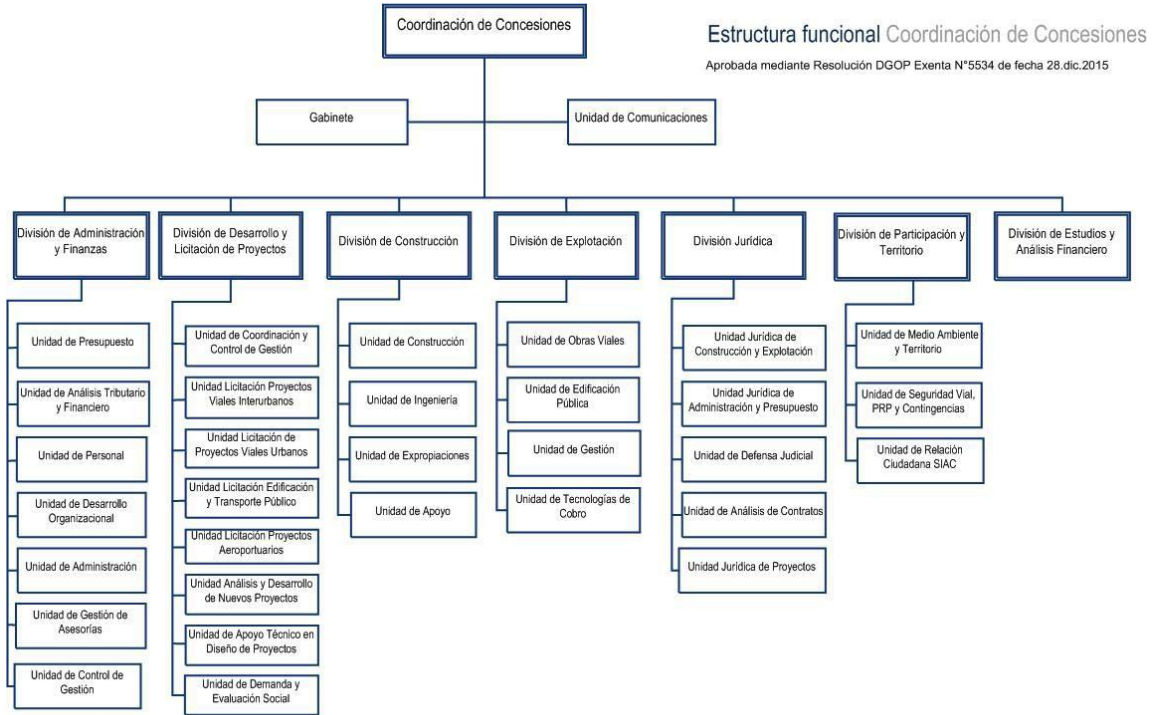 Coordinación de Concesiones
Estructura funcional Coordinación de Concesiones
Aprobada mediante Resolución DGOP Exenta N°5534 de fecha 28.dic.2015
Gabinete
Unidad de Comunicaciones
División de Administración
y Finanzas
División de Desarrollo y
Licitación de Proyectos
División de Construcción
División de Explotación
División Jurídica
División de Participación y
Territorio
División de Estudios y
Análisis Financiero
Unidad de Presupuesto
Unidad de Análisis Tributario
y Financiero
Unidad de Personal
Unidad de Desarrollo
Organizacional
Unidad de Administración
Unidad de Gestión de
Asesorías
Unidad de Control de
Gestión
Unidad de Coordinación y
Control de Gestión
Unidad Licitación Proyectos
Viales Interurbanos
Unidad Licitación de
Proyectos Viales Urbanos
Unidad Licitación Edificación
y Transporte Público
Unidad Licitación Proyectos
Aeroportuarios
Unidad Análisis y Desarrollo
de Nuevos Proyectos
Unidad de Apoyo Técnico en
Diseño de Proyectos
Unidad de Demanda y
Evaluación Social
Unidad de Construcción
Unidad de Ingeniería
Unidad de Expropiaciones
Unidad de Apoyo
Unidad de Obras Viales
Unidad de Edificación
Pública
Unidad de Gestión
Unidad de Tecnologías de
Cobro
Unidad Jurídica de
Construcción y Explotación
Unidad Jurídica de
Administración y Presupuesto
Unidad de Defensa Judicial
Unidad de Análisis de Contratos
Unidad Jurídica de Proyectos
Unidad de Medio Ambiente
y Territorio
Unidad de Seguridad Vial,
PRP y Contingencias
Unidad de Relación
Ciudadana SIAC